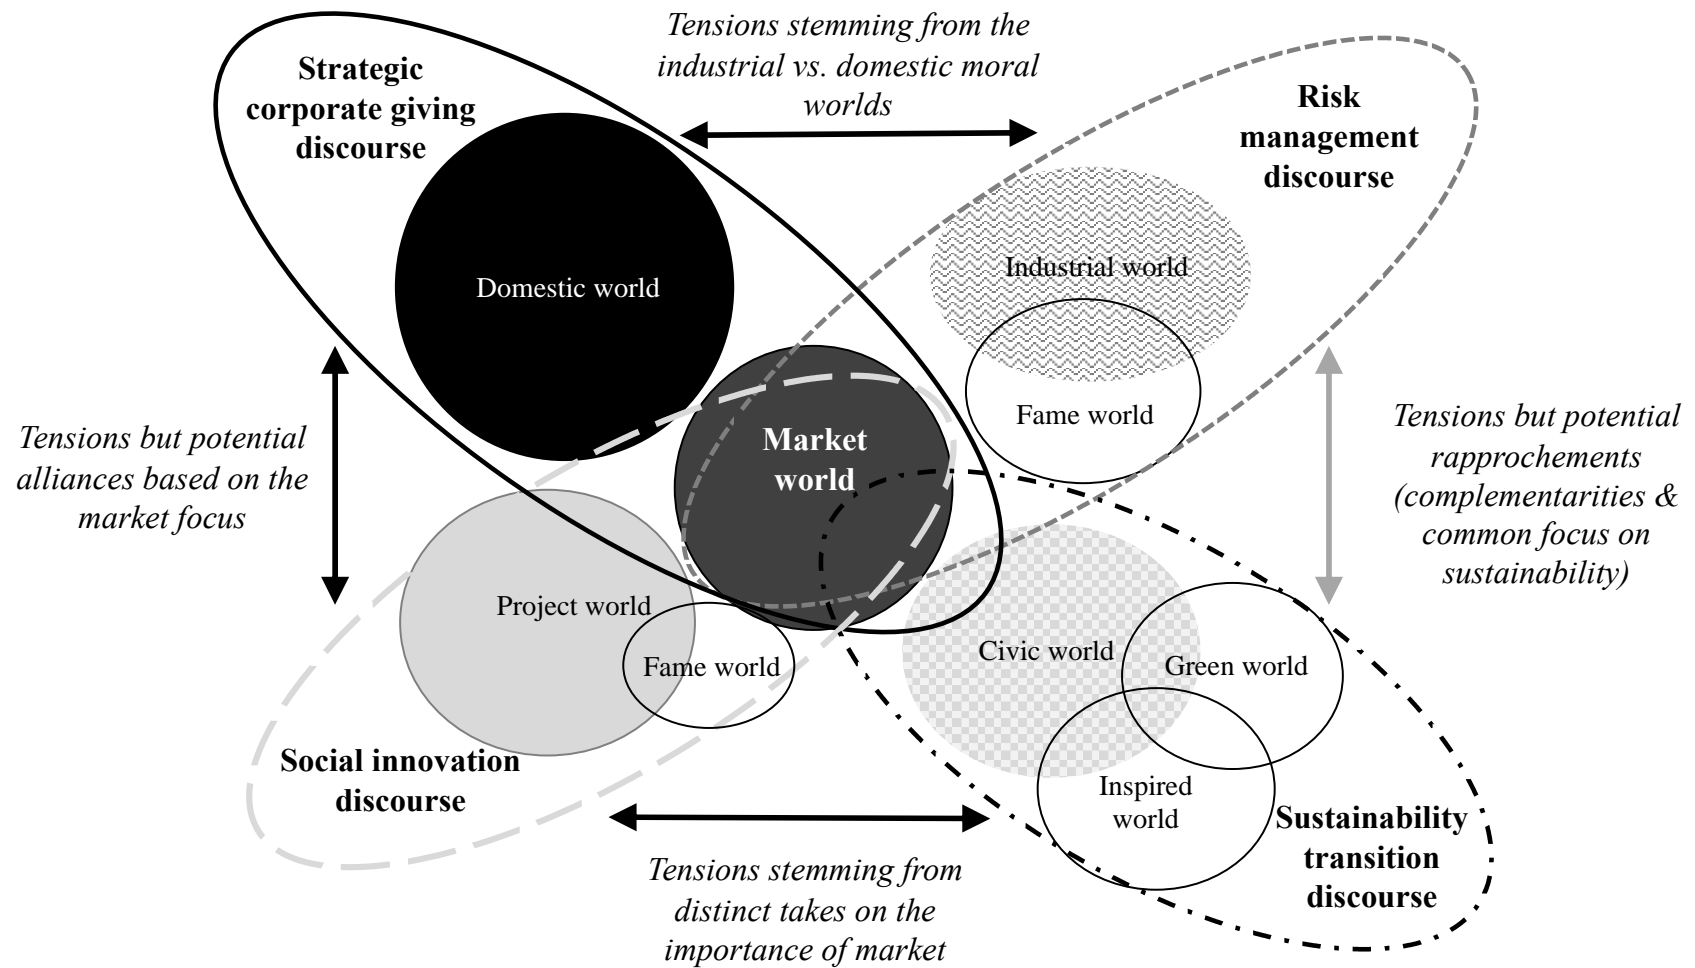 Tensions stemming from the
industrial vs. domestic moral
worlds
Strategic
corporate giving
discourse
Risk
management
discourse
Domestic world
Industrial world
Fame world
Market
world
Tensions but potential
alliances based on the
market focus
Tensions but potential
rapprochements
(complementarities &
common focus on
sustainability)
Project world
Fame world
Civic world
Green world
Inspired
world
Social innovation
discourse
Sustainability
transition
discourse
Tensions stemming from
distinct takes on the
importance of market